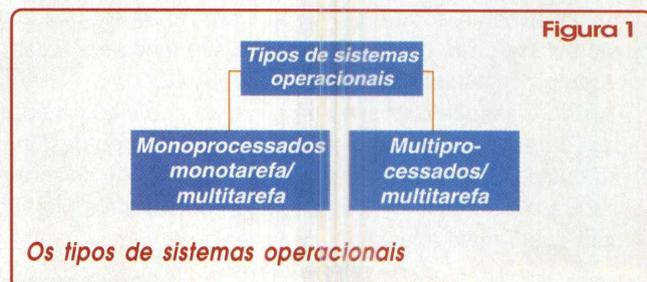 Figura 1
Tipos de sistemas
operacionais
Monoprocessados
monotarefa/
multitarefa
Multipro-
cessados/
multitarefa
Os tipos de sistemas operacionais